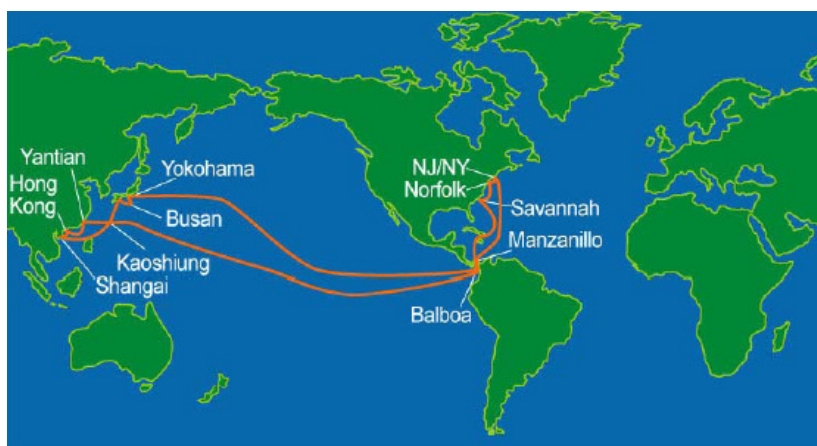 Yantian
Hong
Kong
Yokohama
Busan
Kaoshiung
Shangai
NJ/NY
Norfolk
Savannah
Manzanillo
Balboa